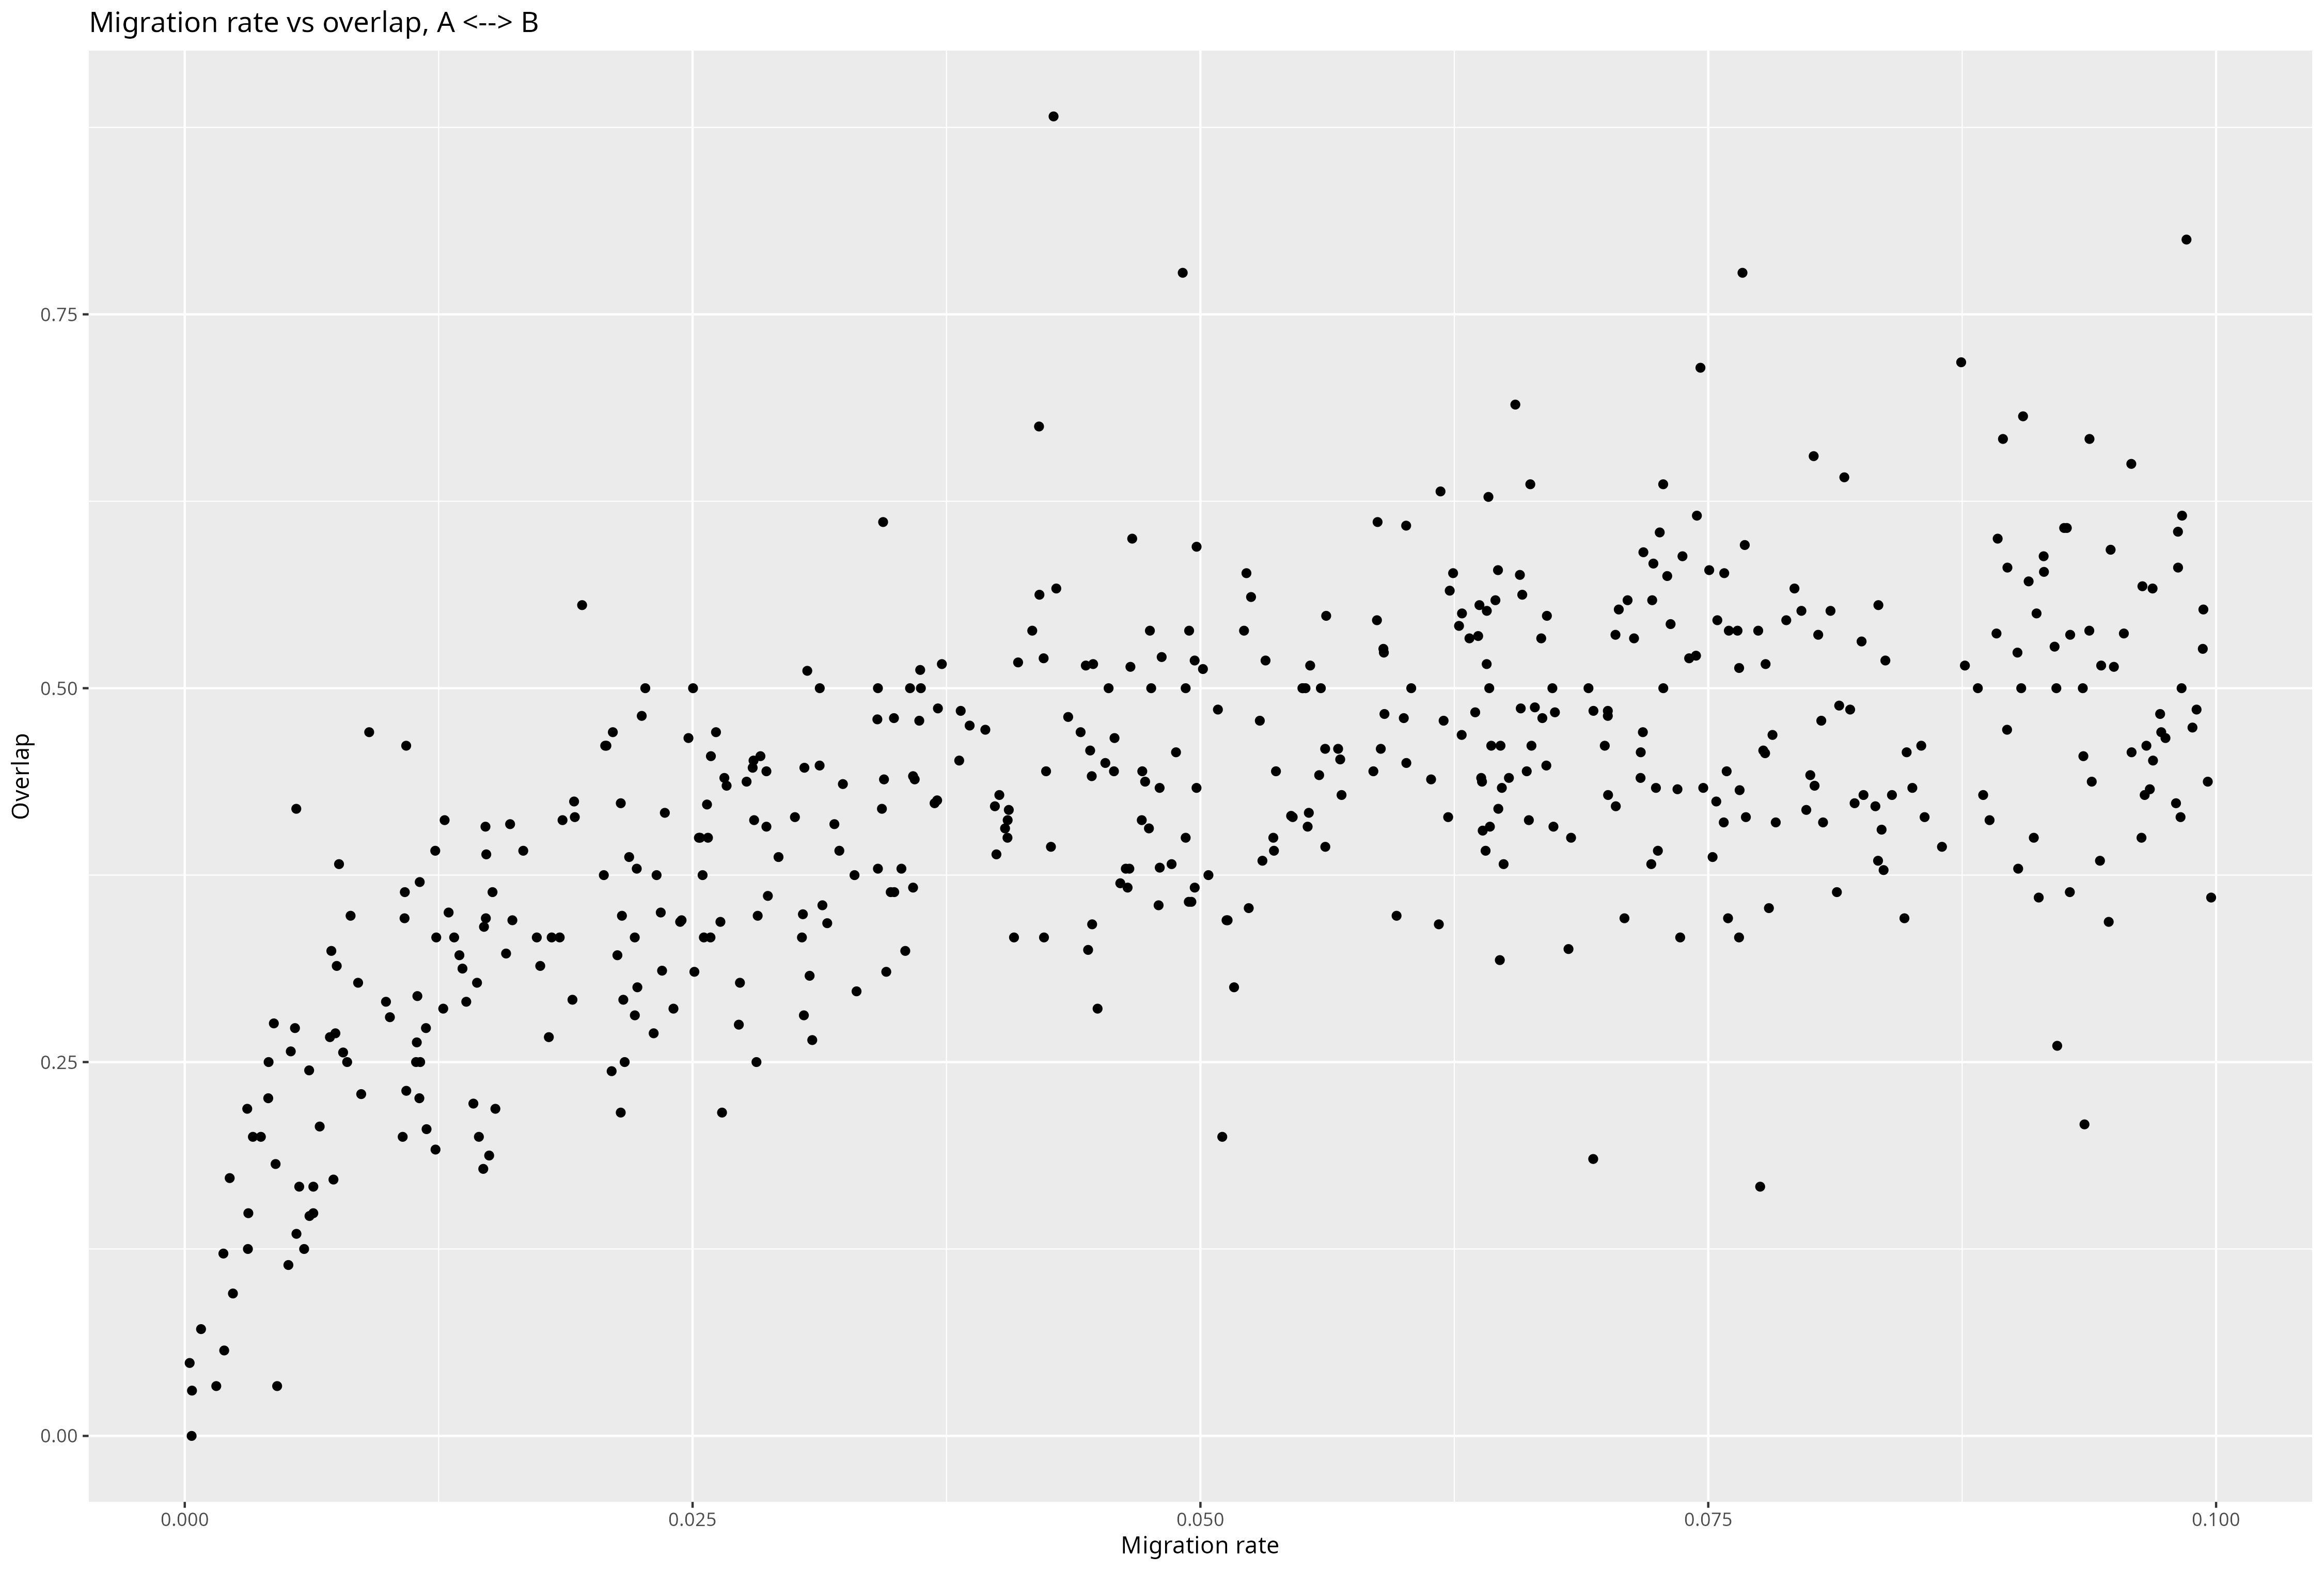 Migration rate vs overlap, A <--> B
Overlap
0.75
0.50
0.25
0.00
0.000 0.025 0.050 0.075 0.100
Migration rate